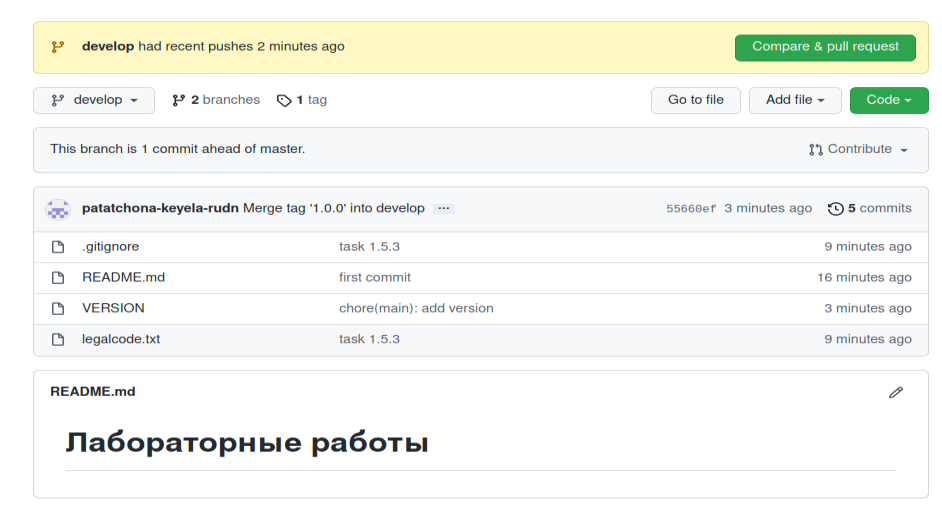 develop had recent pushes 2 minutes ago Compare & pull request
develop 2 branches 1 tag Go to file Add file Code
This branch is 1 commit ahead of master. Contribute
patatchona-keyela-rudn Merge tag '1.0.0' into develop ... 55660ef 3 minutes ago 5 commits
.gitignore task 1.5.3 9 minutes ago
README.md first commit 16 minutes ago
VERSION chore(main): add version 3 minutes ago
legalcode.txt task 1.5.3 9 minutes ago
README.md
Лабораторные работы